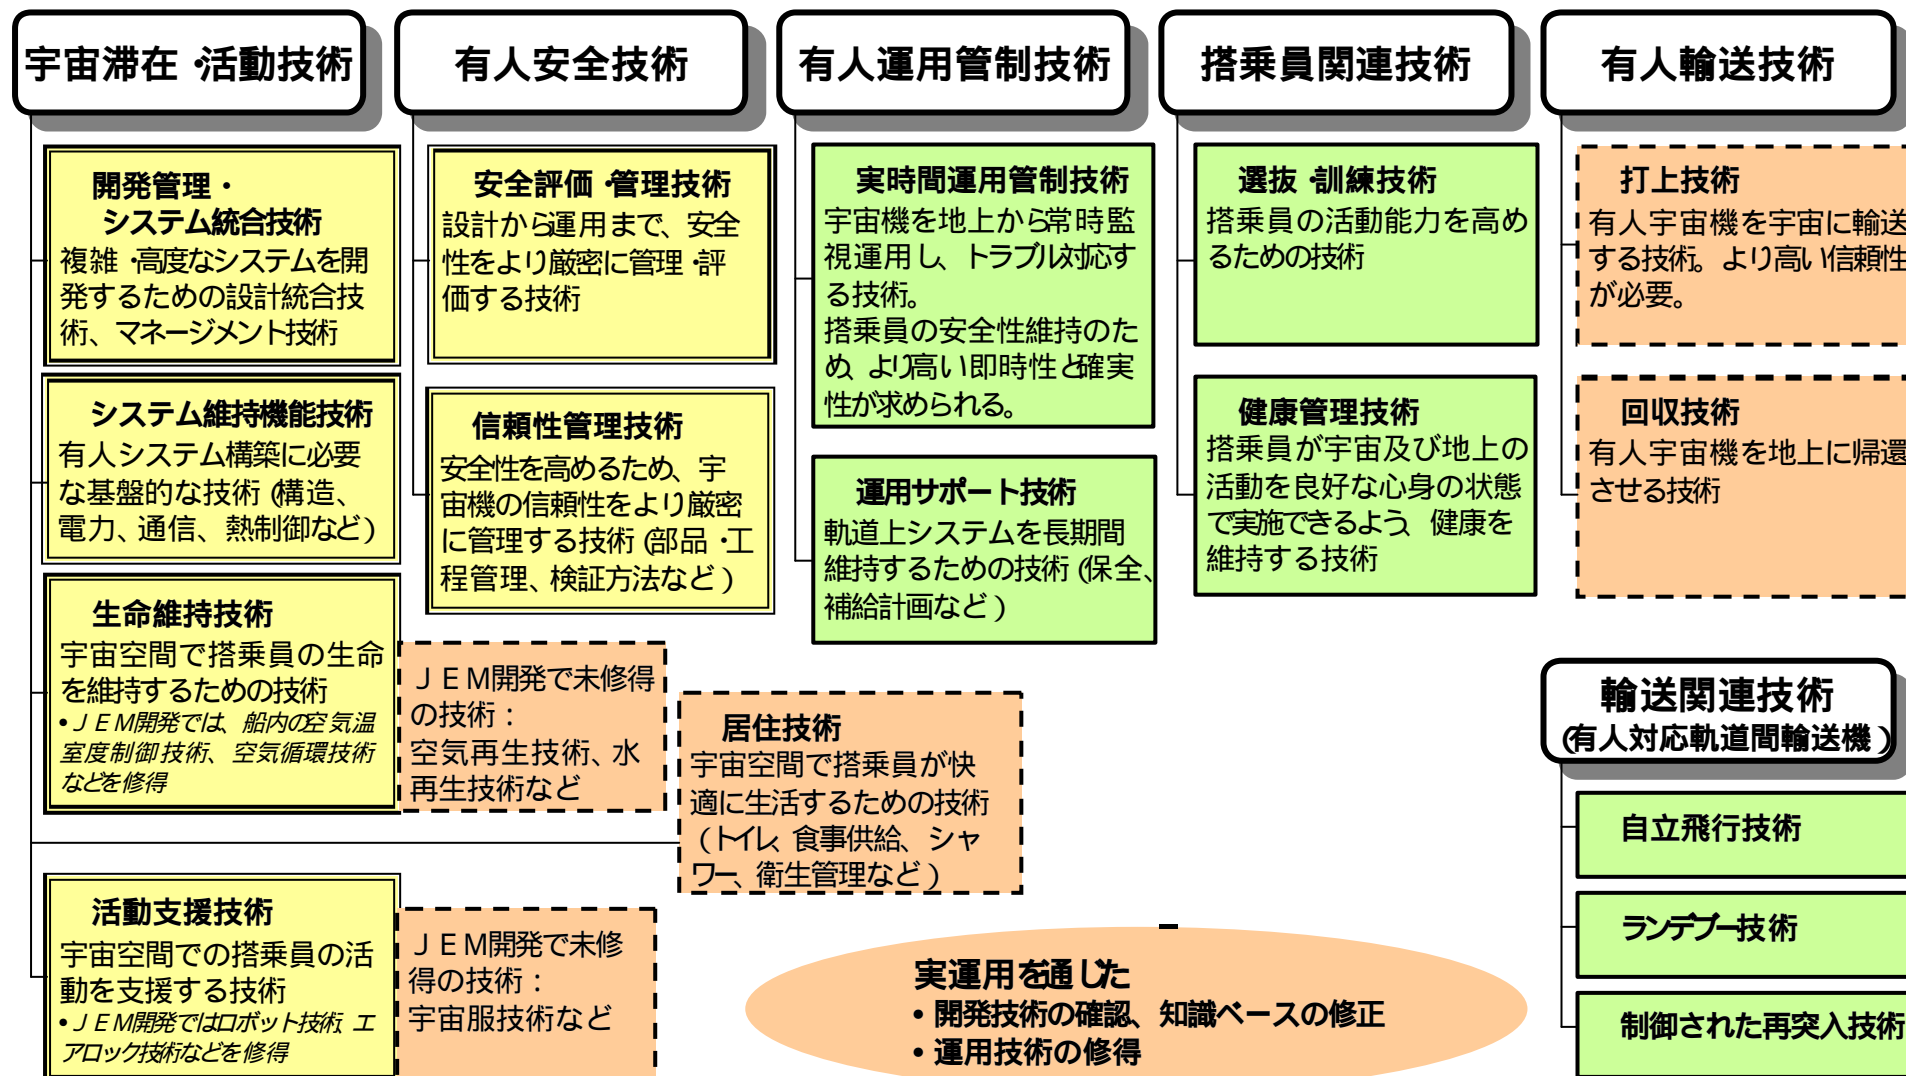 宇宙滞在・活動技術
有人安全技術
有人運用管制技術
搭乗員関連技術
有人輸送技術
開発管理・
システム統合技術
複雑・高度なシステムを開
発するための設計統合技
術、マネージメント技術
システム維持機能技術
有人システム構築に必要
な基盤的な技術(構造、
電力、通信、熱制御など)
生命維持技術
宇宙空間で搭乗員の生命
を維持するための技術
•JEM開発では、船内の空気温
室度制御技術、空気循環技術
などを修得
活動支援技術
宇宙空間での搭乗員の活
動を支援する技術
•JEM開発ではロボット技術、エ
アロック技術などを修得
安全評価・管理技術
設計から運用まで、安全
性をより厳密に管理・評
価する技術
信頼性管理技術
安全性を高めるため、宇
宙機の信頼性をより厳密
に管理する技術(部品・工
程管理、検証方法など)
JEM開発で未修得
の技術:
空気再生技術、水
再生技術など
JEM開発で未修
得の技術:
宇宙服技術など
居住技術
宇宙空間で搭乗員が快
適に生活するための技術
(トイレ、食事供給、シャ
ワー、衛生管理など)
実時間運用管制技術
宇宙機を地上から常時監
視運用し、トラブル対応す
る技術。
搭乗員の安全性維持のた
め、より高い即時性と確実
性が求められる。
運用サポート技術
軌道上システムを長期間
維持するための技術(保全、
補給計画など)
選抜・訓練技術
搭乗員の活動能力を高め
るための技術
健康管理技術
搭乗員が宇宙及び地上の
活動を良好な心身の状態
で実施できるよう、健康を
維持する技術
打上技術
有人宇宙機を宇宙に輸送
する技術。より高い信頼性
が必要。
回収技術
有人宇宙機を地上に帰還
させる技術
輸送関連技術
(有人対応軌道間輸送機)
自立飛行技術
ランデブー技術
制御された再突入技術
実運用を通した
•開発技術の確認、知識ベースの修正
•運用技術の修得